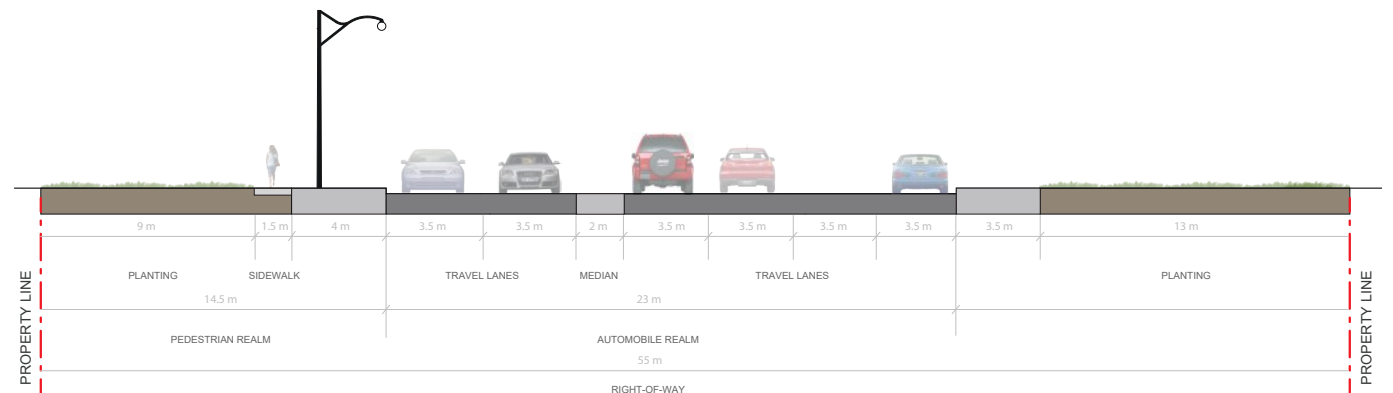 9 m 1.5 m 4 m 3.5 m 3.5 m 2 m 3.5 m 3.5 m 3.5 m 3.5 m 3.5 m 13 m
PLANTING SIDEWALK TRAVEL LANES MEDIAN TRAVEL LANES PLANTING
14.5 m 23 m
PEDESTRIAN REALM AUTOMOBILE REALM
55 m
RIGHT-OF-WAY
PROPERTY LINE
PROPERTY LINE